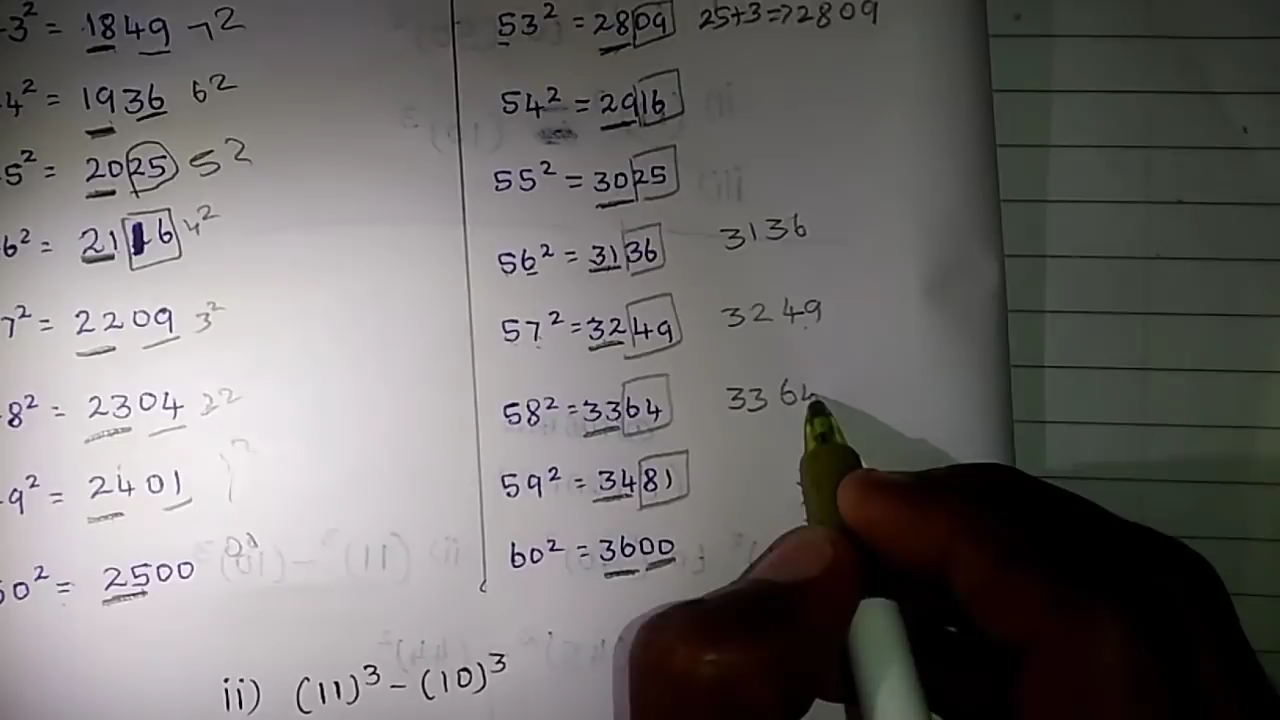 3² = 1849 7²
4² = 1936 6²
5² = 2025 5²
6² = 2116 4²
7² = 2209 3²
8² = 2304 2²
9² = 2401 1²
50² = 2500
53² = 2809 25+3=>2809
54² = 2916
55² = 3025
56² = 3136 3136
57² = 3249 3249
58² = 3364 3364
59² = 3481
60² = 3600
ii) (11)³ - (10)³